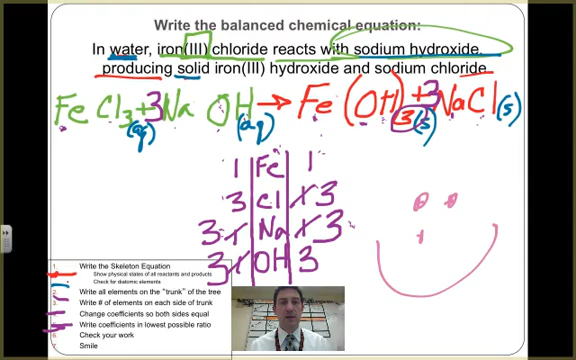 Write the balanced chemical equation:
In water, iron(III) chloride reacts with sodium hydroxide.
producing solid iron(III) hydroxide and sodium chloride.
FeCl3(aq) + 3NaOH(aq) → Fe(OH)3(s) + 3NaCl(s)
1 Fe 1
3 Cl 1 3
3 1 Na 1 3
3 1 OH 3
1. Write the Skeleton Equation
Show physical states of all reactants and products
Check for diatomic elements
2. Write all elements on the "trunk" of the tree
3. Write # of elements on each side of trunk
Change coefficients so both sides equal
Write coefficients in lowest possible ratio
Check your work
7. Smile